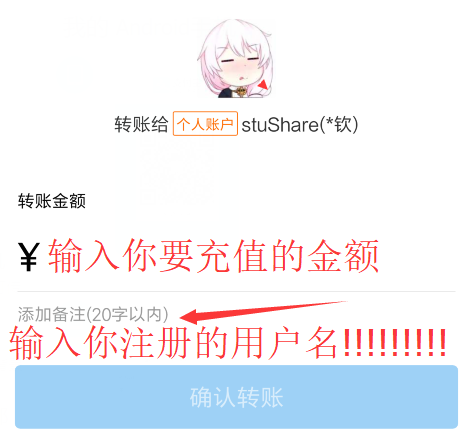 转账给 个人账户 stuShare(*钦)
转账金额
¥ 输入你要充值的金额
添加备注(20字以内)
输入你注册的用户名!!!!!!!!!
确认转账